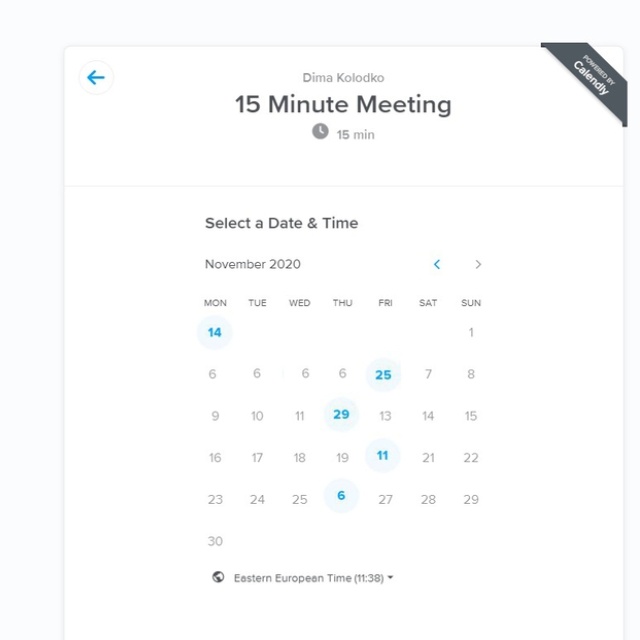 POWERED BY
Calendly
Dima Kolodko
15 Minute Meeting
15 min
Select a Date & Time
November 2020
MON TUE WED THU FRI SAT SUN
14 1
6 6 6 6 25 7 8
9 10 11 29 13 14 15
16 17 18 19 11 21 22
23 24 25 6 27 28 29
30
Eastern European Time (11:38)